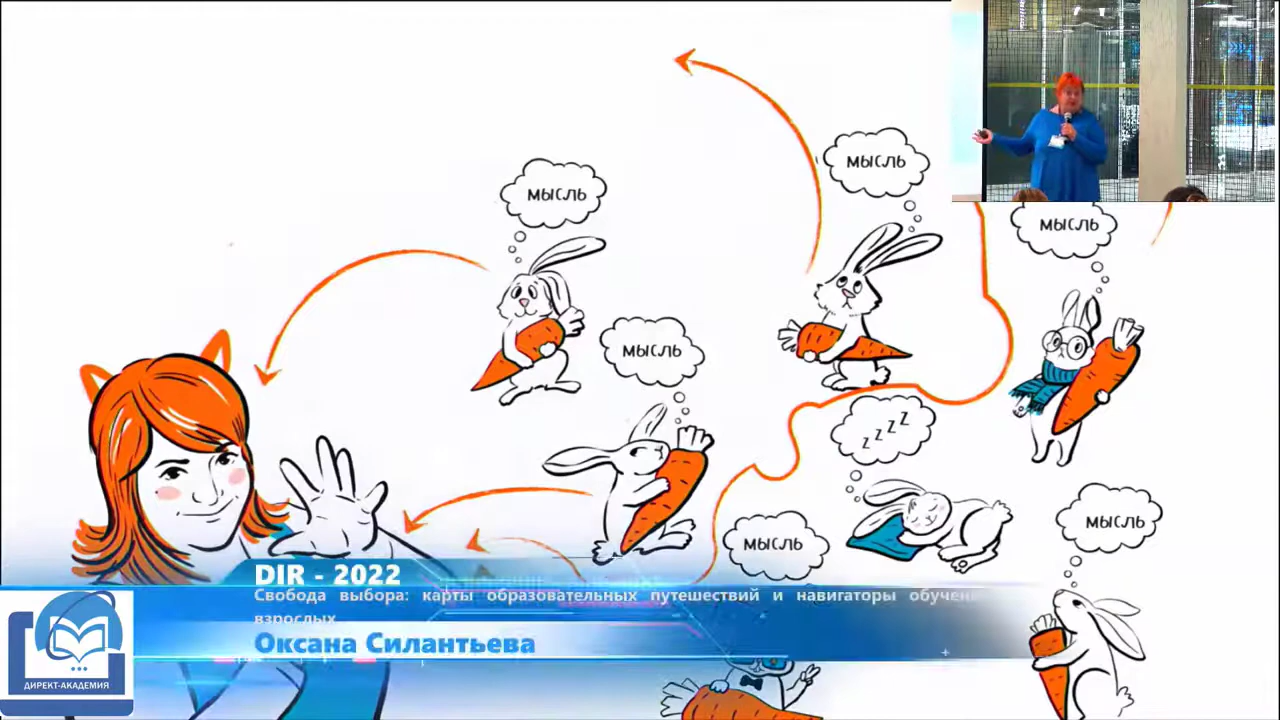 МЫСЛЬ
МЫСЛЬ
МЫСЛЬ
МЫСЛЬ
zzzz
МЫСЛЬ
МЫСЛЬ
DIR - 2022
Свобода выбора: карты образовательных путешествий и навигаторы
взрослых
Оксана Силантьева
ДИРЕКТ-АКАДЕМИЯ